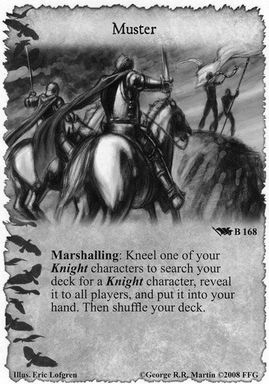 Muster
B 168
Marshalling: Kneel one of your
Knight characters to search your
deck for a Knight character, reveal
it to all players, and put it into your
hand. Then shuffle your deck.
Illus. Eric Lofgren ©George R.R. Martin ©2008 FFG